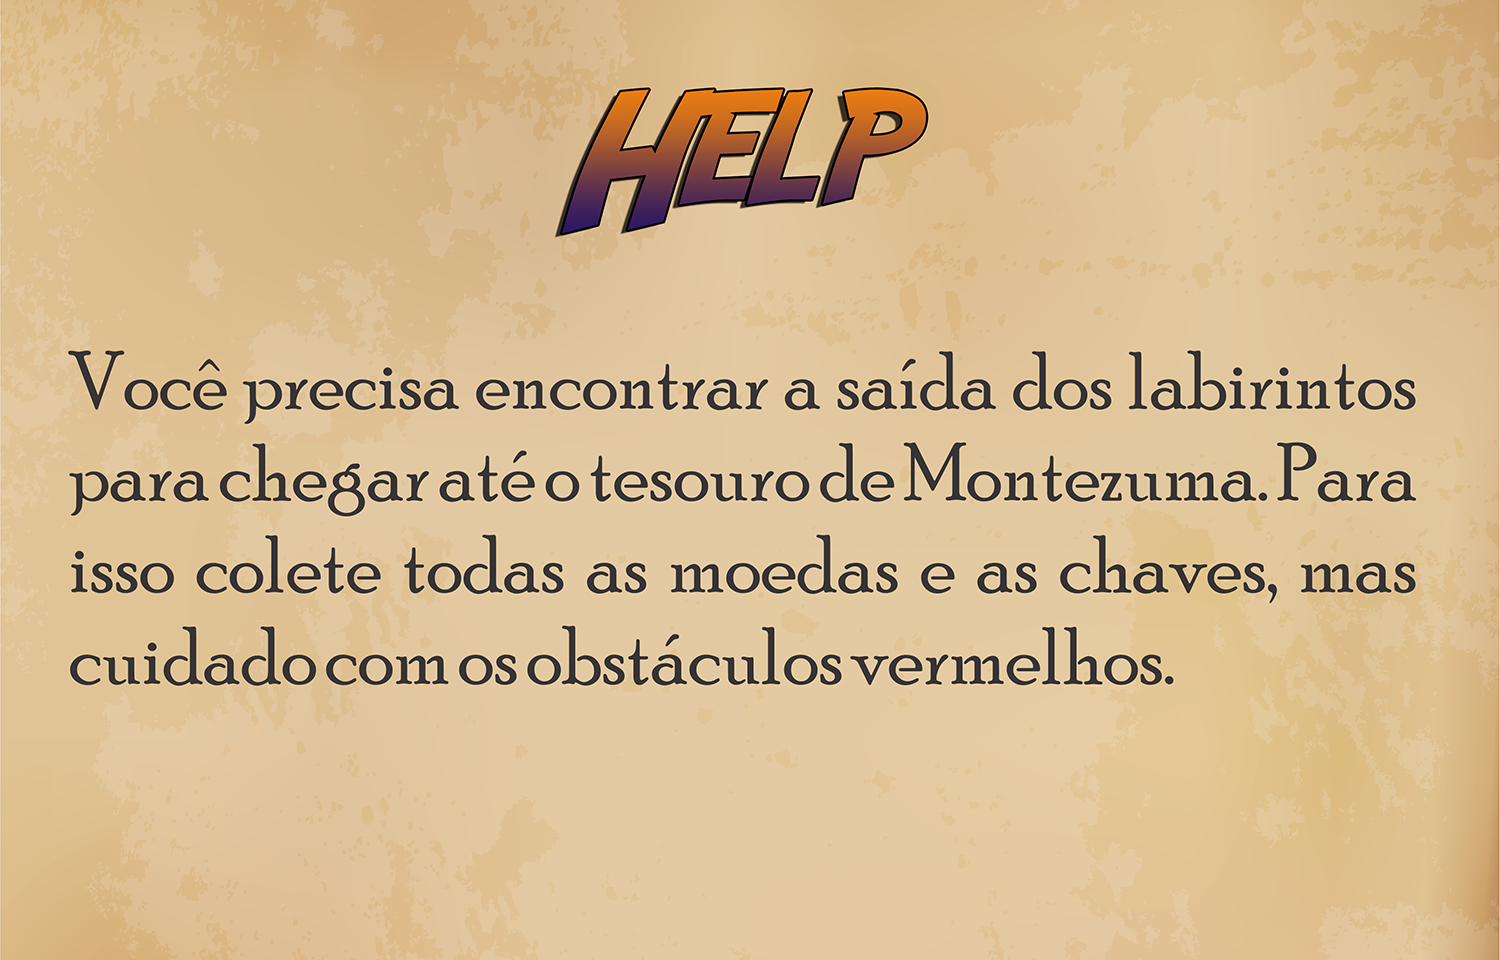 HELP
Você precisa encontrar a saída dos labirintos
para chegar até o tesouro de Montezuma. Para
isso colete todas as moedas e as chaves, mas
cuidado com os obstáculos vermelhos.